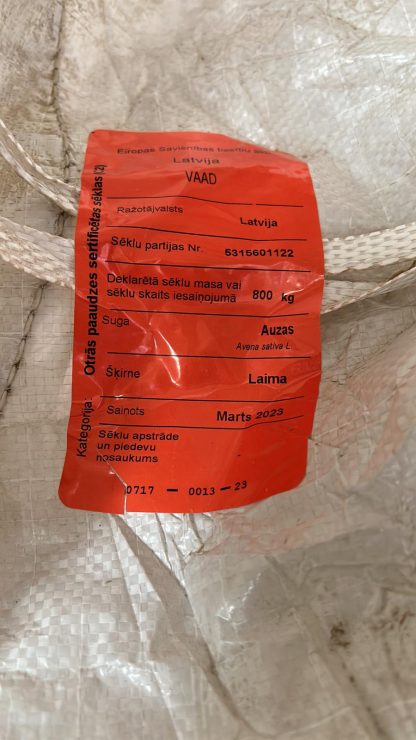 Eiropas Savienības
Latvija
VAAD
Ražotājvalsts Latvija
Sēklu partijas Nr. 5315601122
Deklarētā sēklu masa vai
sēklu skaits iesaiņojumā 800 kg
Suga Auzas
Avena sativa L.
Šķirne Laima
Saiņots Marts 2023
Sēklu apstrāde
un piedevu
nosaukums
0717 - 0013 - 23
Kategorija: Otrās paaudzes sertificētas sēklas (C2)